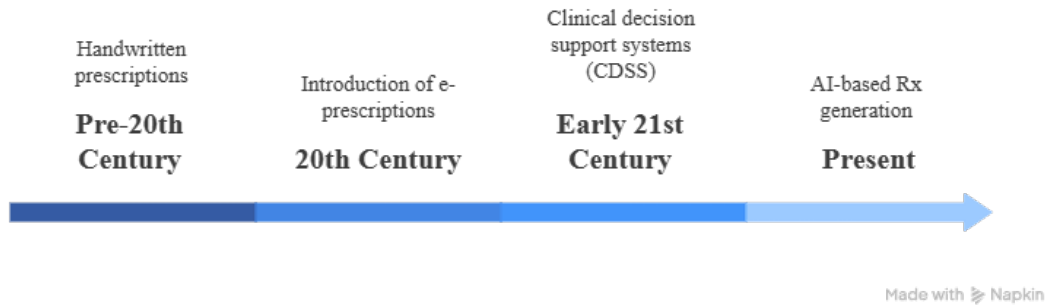 Handwritten
prescriptions
Pre-20th
Century
Introduction of e-
prescriptions
20th Century
Clinical decision
support systems
(CDSS)
Early 21st
Century
AI-based Rx
generation
Present
Made with Napkin